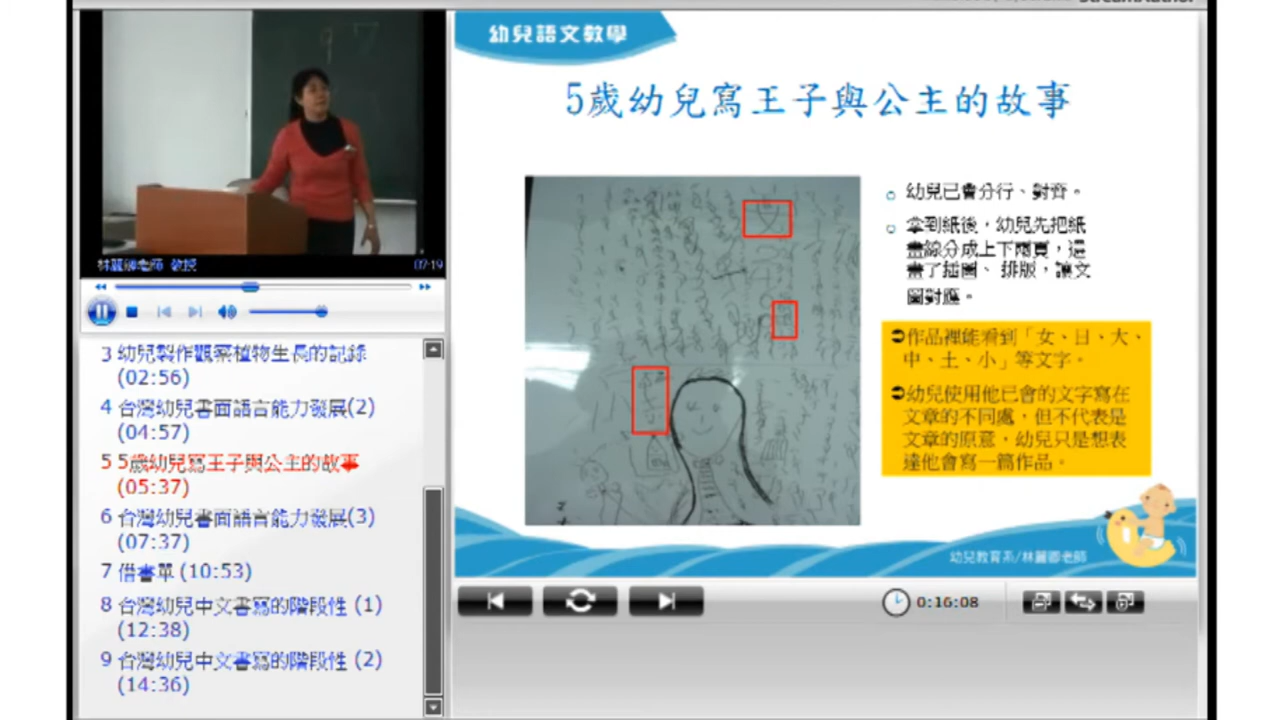 林麗卿老師 教授
07:19
3 幼兒製作觀察植物生長的記錄
(02:56)
4 台灣幼兒書面語言能力發展(2)
(04:57)
5 5歲幼兒寫王子與公主的故事
(05:37)
6 台灣幼兒書面語言能力發展(3)
(07:37)
7 借書單 (10:53)
8 台灣幼兒中文書寫的階段性 (1)
(12:38)
9 台灣幼兒中文書寫的階段性 (2)
(14:36)
幼兒語文教學
5歲幼兒寫王子與公主的故事
幼兒已會分行、對齊。
拿到紙後，幼兒先把紙
畫線分成上下兩頁，還
畫了插圖、排版，讓文
圖對應。
作品裡能看到「女、日、大、
中、土、小」等文字。
幼兒使用他已會的文字寫在
文章的不同處，但不代表是
文章的原意，幼兒只是想表
達他會寫一篇作品。
幼兒教育系/林麗卿老師
0:16:08